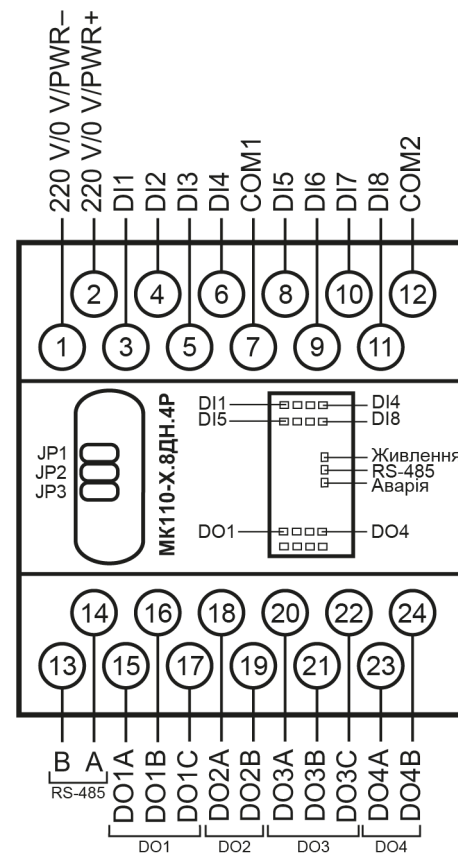 220 V/0 V/PWR–
220 V/0 V/PWR+
DI1
DI2
DI3
DI4
COM1
DI5
DI6
DI7
DI8
COM2
2 4 6 8 10 12
1 3 5 7 9 11
JP1
JP2
JP3
МК110-Х.8ДН.4Р
DI1 DI4
DI5 DI8
Живлення
RS-485
Аварія
DO1 DO4
14 16 18 20 22 24
13 15 17 19 21 23
B
A
DO1A
DO1B
DO1C
DO2A
DO2B
DO3A
DO3B
DO3C
DO4A
DO4B
RS-485
DO1 DO2 DO3 DO4